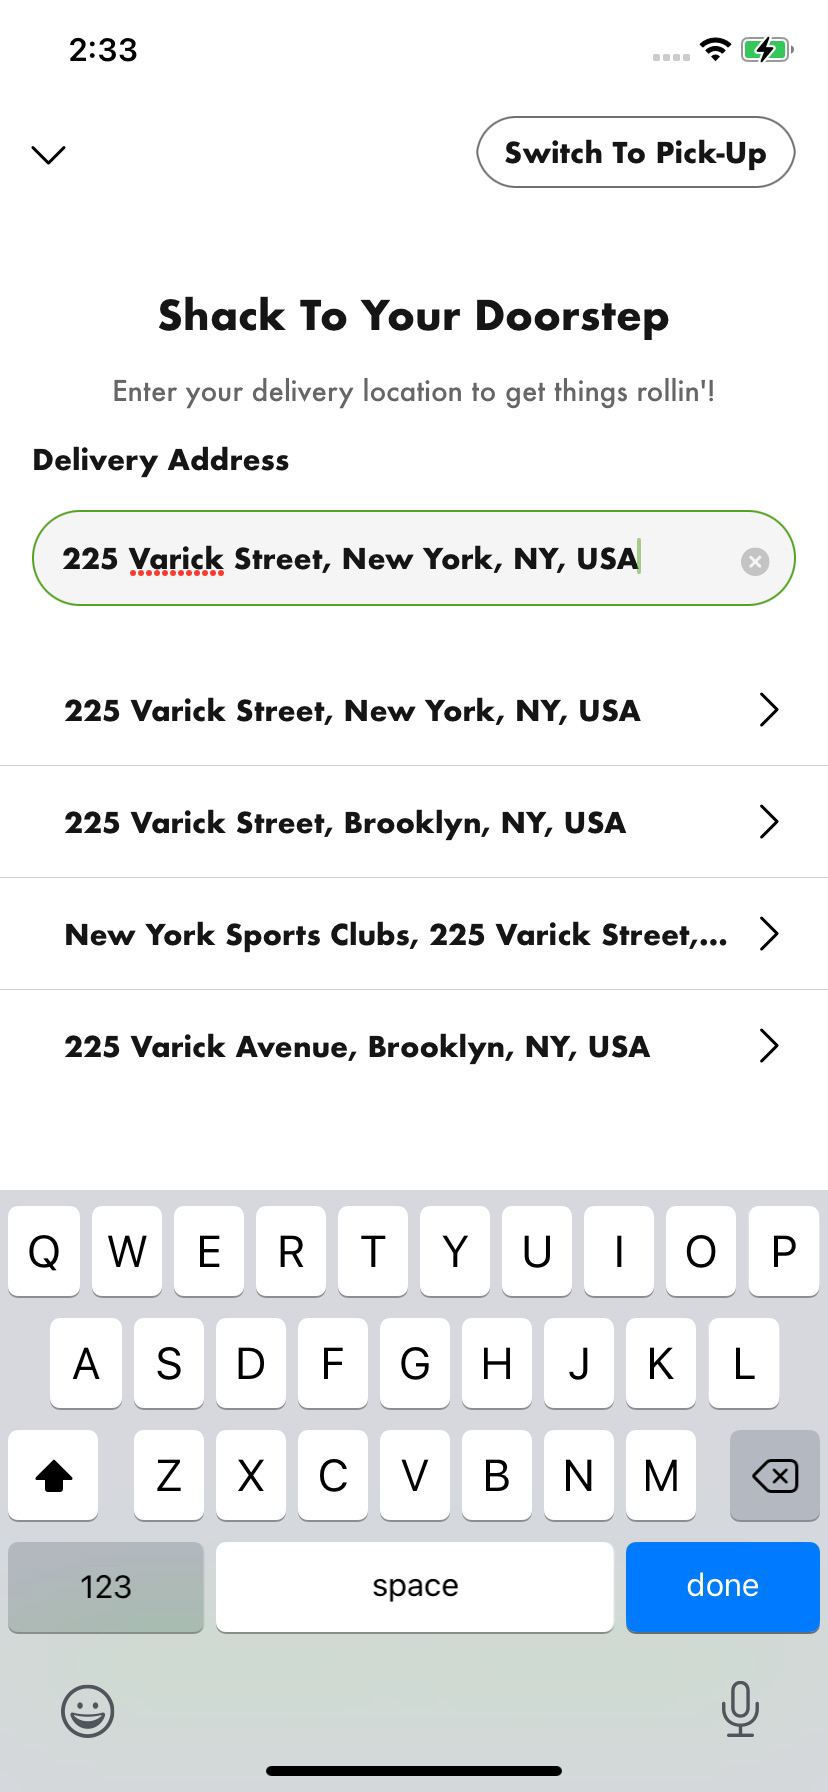 2:33
Switch To Pick-Up
Shack To Your Doorstep
Enter your delivery location to get things rollin'!
Delivery Address
225 Varick Street, New York, NY, USA
225 Varick Street, New York, NY, USA
225 Varick Street, Brooklyn, NY, USA
New York Sports Clubs, 225 Varick Street,...
225 Varick Avenue, Brooklyn, NY, USA
Q W E R T Y U I O P
A S D F G H J K L
Z X C V B N M
123 space done